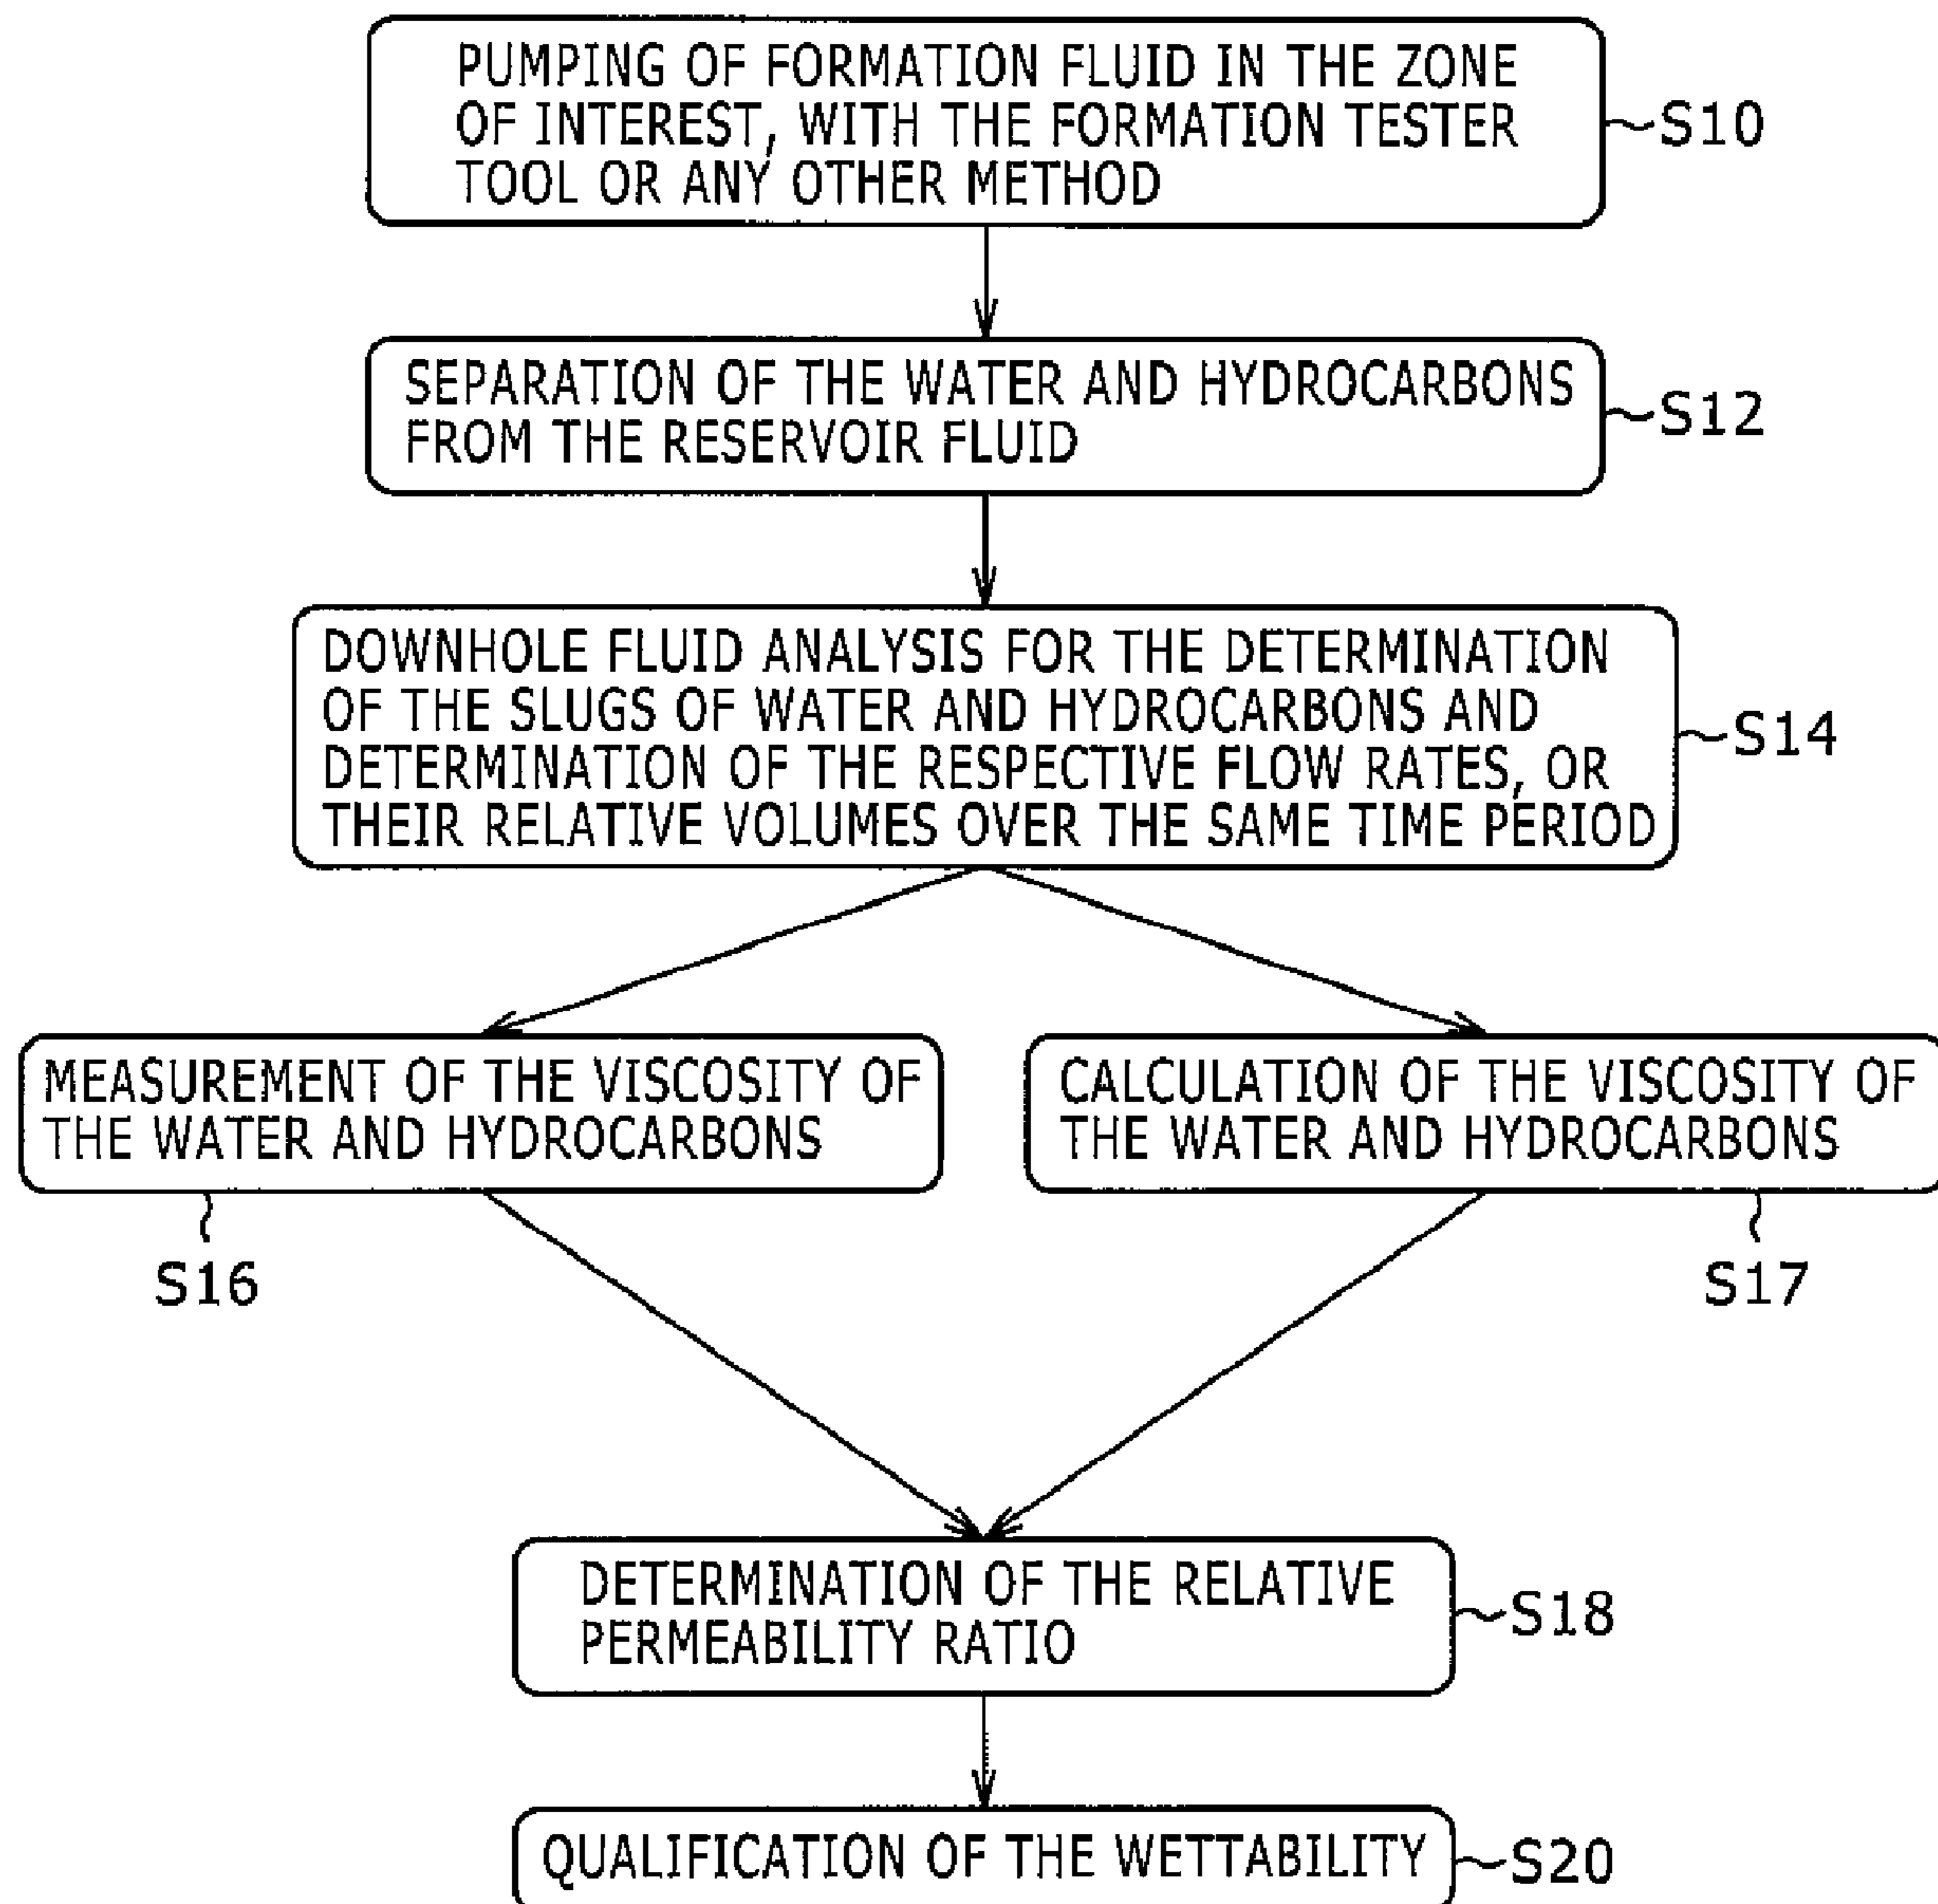 PUMPING OF FORMATION FLUID IN THE ZONE
OF INTEREST, WITH THE FORMATION TESTER
TOOL OR ANY OTHER METHOD
S10
SEPARATION OF THE WATER AND HYDROCARBONS
FROM THE RESERVOIR FLUID
S12
DOWNHOLE FLUID ANALYSIS FOR THE DETERMINATION
OF THE SLUGS OF WATER AND HYDROCARBONS AND
DETERMINATION OF THE RESPECTIVE FLOW RATES, OR
THEIR RELATIVE VOLUMES OVER THE SAME TIME PERIOD
S14
MEASUREMENT OF THE VISCOSITY OF
THE WATER AND HYDROCARBONS
S16
CALCULATION OF THE VISCOSITY OF
THE WATER AND HYDROCARBONS
S17
DETERMINATION OF THE RELATIVE
PERMEABILITY RATIO
S18
QUALIFICATION OF THE WETTABILITY
S20